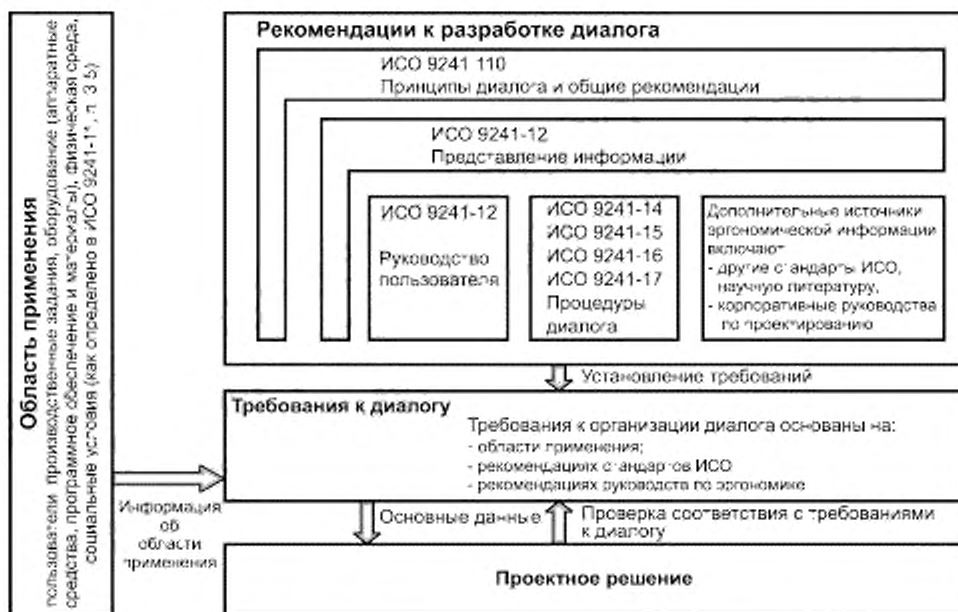 Область применения
пользователи производственные задания, оборудование (аппаратные
средства, программное обеспечение и материалы), физическая среда,
социальные условия (как определено в ИСО 9241-11, п. 3 5)
Рекомендации к разработке диалога
ИСО 9241 110
Принципы диалога и общие рекомендации
ИСО 9241-12
Представление информации
ИСО 9241-12
Руководство
пользователя
ИСО 9241-14
ИСО 9241-15
ИСО 9241-16
ИСО 9241-17
Процедуры
диалога
Дополнительные источники
эргономической информации
включают
- другие стандарты ИСО,
научную литературу,
- корпоративные руководства
по проектированию
Установление требований
Требования к диалогу
Требования к организации диалога основаны на:
- области применения;
- рекомендациях стандартов ИСО
- рекомендациях руководств по эргономике
Информация
об
области
применения
Основные данные
Проверка соответствия с требованиями
к диалогу
Проектное решение